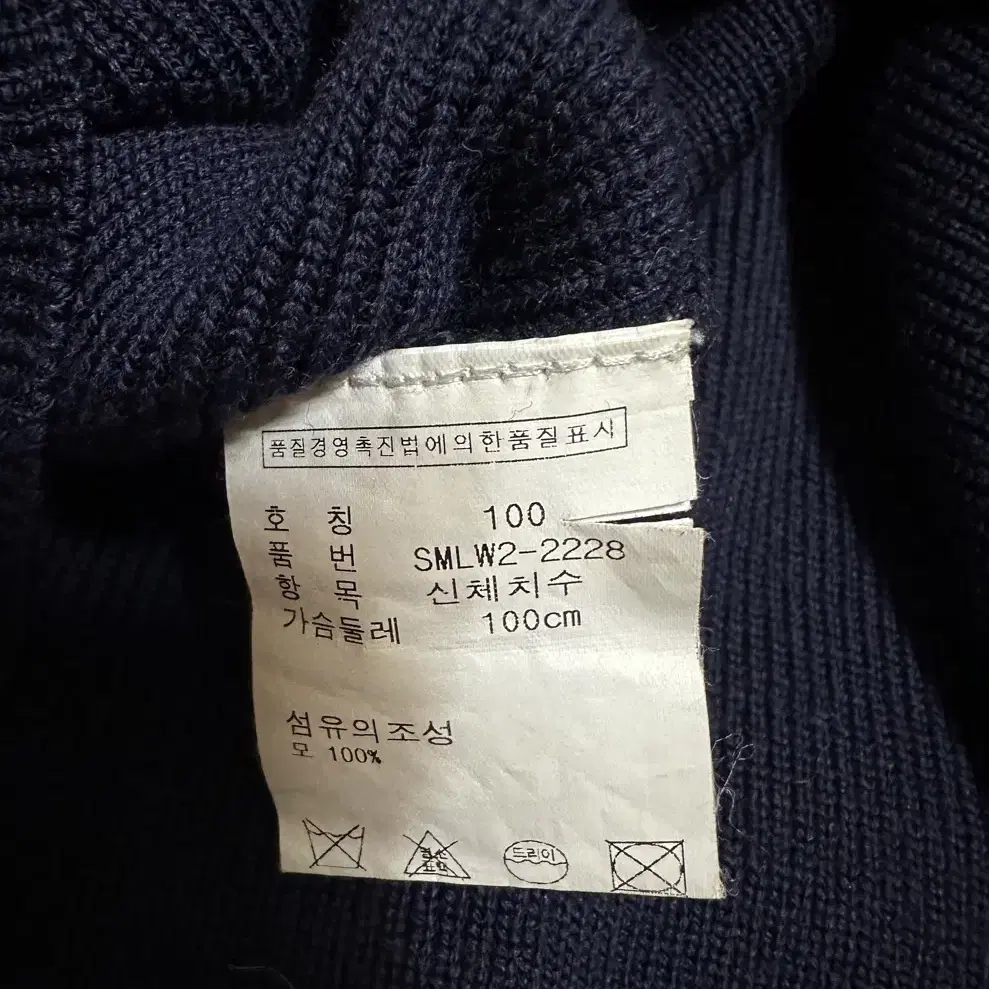 품질경영촉진법에의한품질표시
호 칭 100
품 번 SMLW2-2228
항 목 신체치수
가슴둘레 100cm
섬유의조성
모 100%
드라이